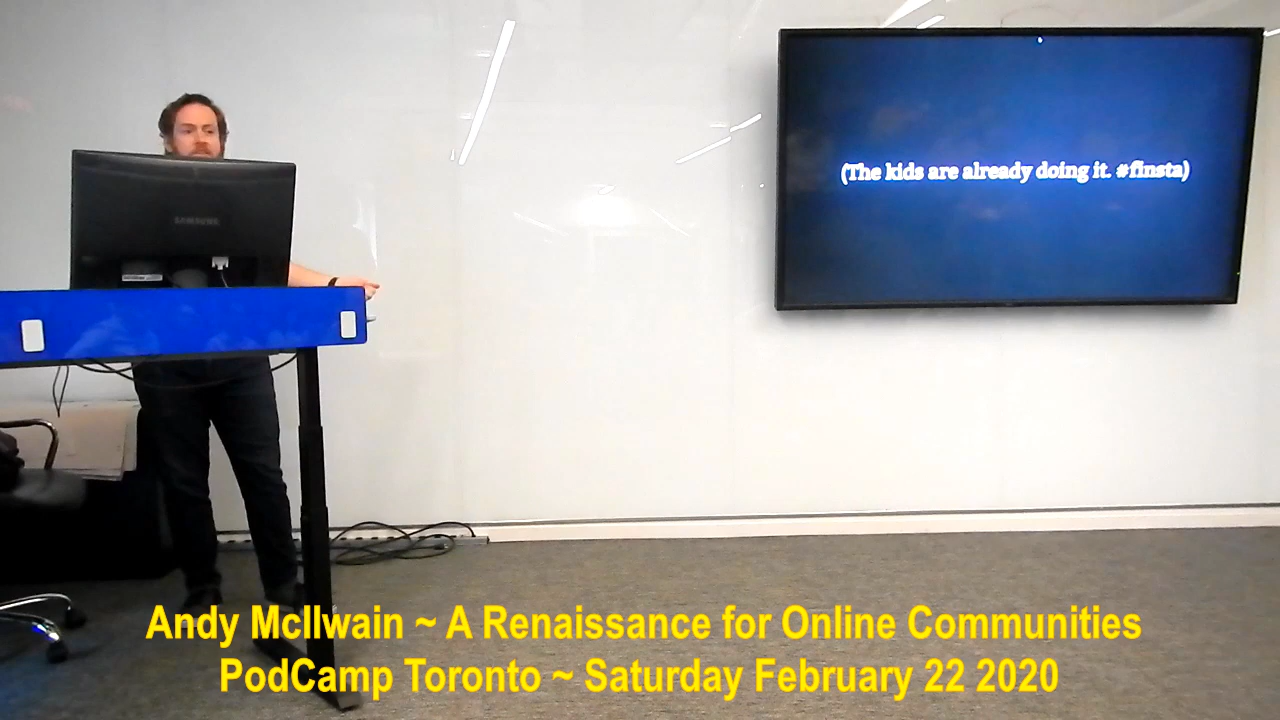 (The kids are already doing it. #finsta)
SAMSUNG
Andy McIlwain ~ A Renaissance for Online Communities
PodCamp Toronto ~ Saturday February 22 2020